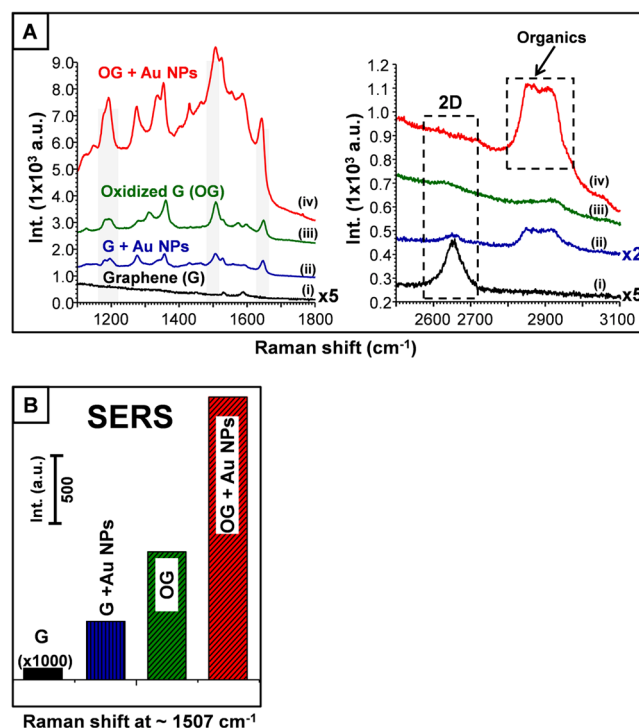 A
OG + Au NPs
Oxidized G (OG)
G + Au NPs
Graphene (G)
(iv)
(iii)
(ii)
(i)
x5
Int. (1x10³ a.u.)
9.0
8.0
7.0
6.0
5.0
4.0
3.0
2.0
1.0
0.0
1100 1200 1400 1600 1800
Organics
2D
(iv)
(iii)
(ii)
x2
(i)
x5
Int. (1x10³ a.u.)
1.2
1.1
1.0
0.9
0.8
0.7
0.6
0.5
0.4
0.3
0.2
2600 2700 2900 3100
Raman shift (cm⁻¹)
B
SERS
Int. (a.u.)
500
G
(x1000)
G +Au NPs
OG
OG + Au NPs
Raman shift at ~ 1507 cm⁻¹